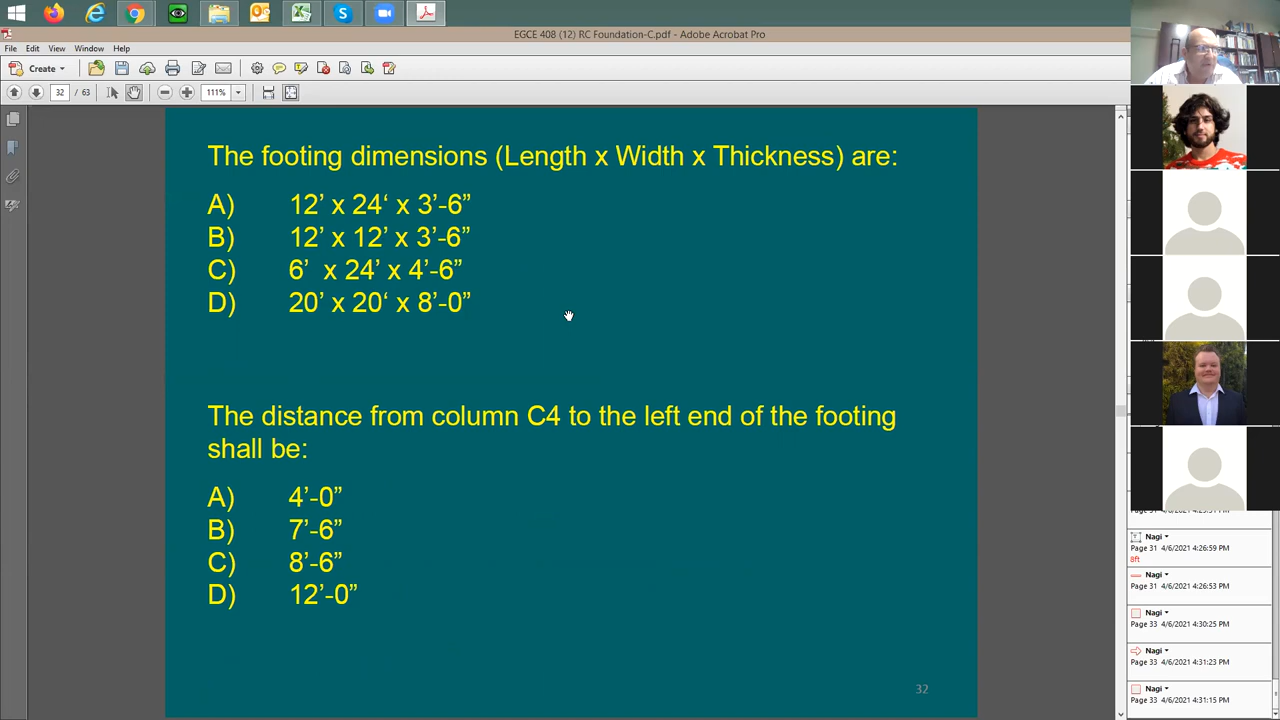 EGCE 408 (12) RC Foundation-C.pdf - Adobe Acrobat Pro
File Edit View Window Help
Create
32 / 63 111%
The footing dimensions (Length x Width x Thickness) are:
A) 12’ x 24‘ x 3’-6”
B) 12’ x 12’ x 3’-6”
C) 6’ x 24’ x 4’-6”
D) 20’ x 20‘ x 8’-0”
The distance from column C4 to the left end of the footing
shall be:
A) 4’-0”
B) 7’-6”
C) 8’-6”
D) 12’-0”
32
Page 31 4/6/2021
Nagi
Page 31 4/6/2021 4:26:59 PM
8ft
Nagi
Page 31 4/6/2021 4:26:53 PM
Nagi
Page 33 4/6/2021 4:30:25 PM
Nagi
Page 33 4/6/2021 4:31:23 PM
Nagi
Page 33 4/6/2021 4:31:15 PM